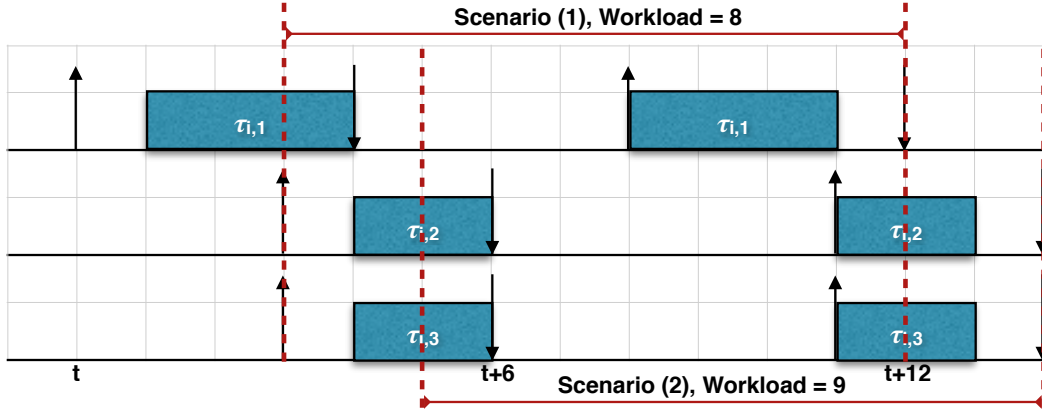 Scenario (1), Workload = 8
τi,1 τi,1
τi,2 τi,2
τi,3 τi,3
t t+6 t+12
Scenario (2), Workload = 9